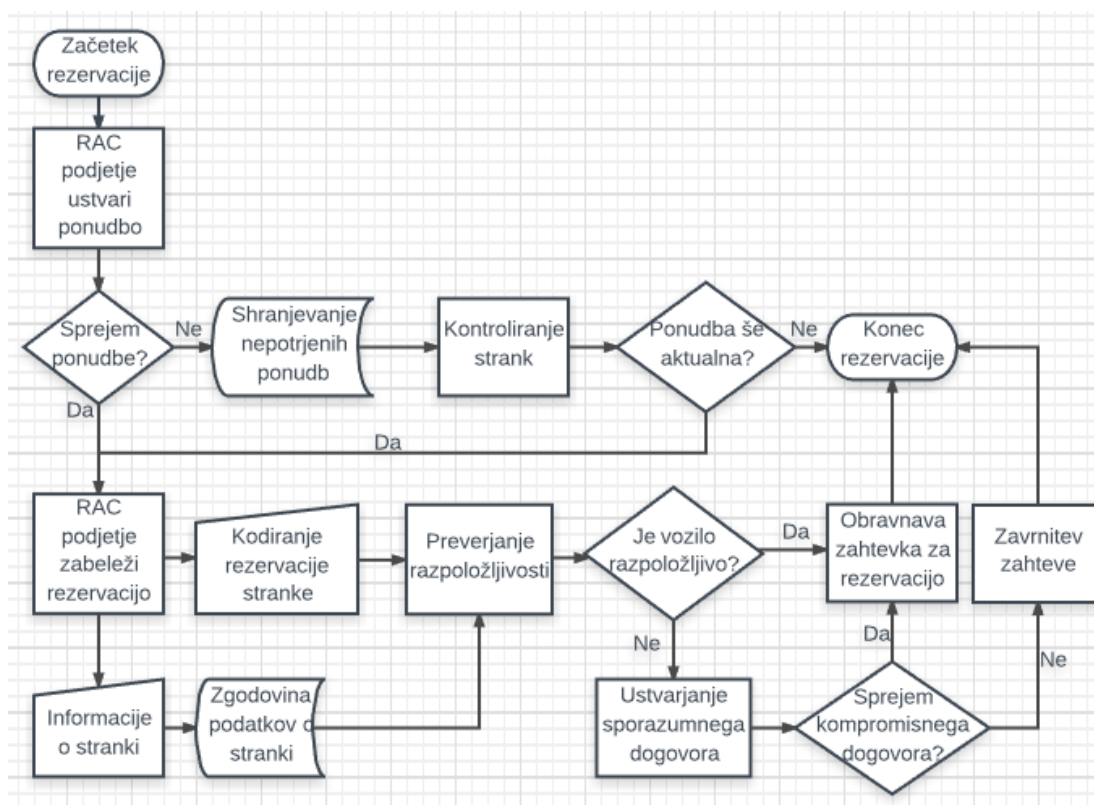 Začetek
rezervacije
RAC
podjetje
ustvari
ponudbo
Sprejem
ponudbe?
Ne
Shranjevanje
nepotrjenih
ponudb
Kontroliranje
strank
Ponudba še
aktualna?
Ne
Konec
rezervacije
Da
Da
RAC
podjetje
zabeleži
rezervacijo
Kodiranje
rezervacije
stranke
Preverjanje
razpoložljivosti
Je vozilo
razpoložljivo?
Da
Obravnava
zahtevka za
rezervacijo
Zavrnitev
zahteve
Ne
Da
Ne
Informacije
o stranki
Zgodovina
podatkov o
stranki
Ustvarjanje
sporazumnega
dogovora
Sprejem
kompromisnega
dogovora?